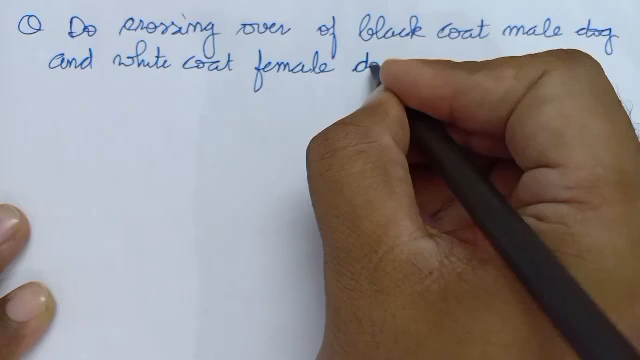 Q Do crossing over of black coat male dog
and white coat female do